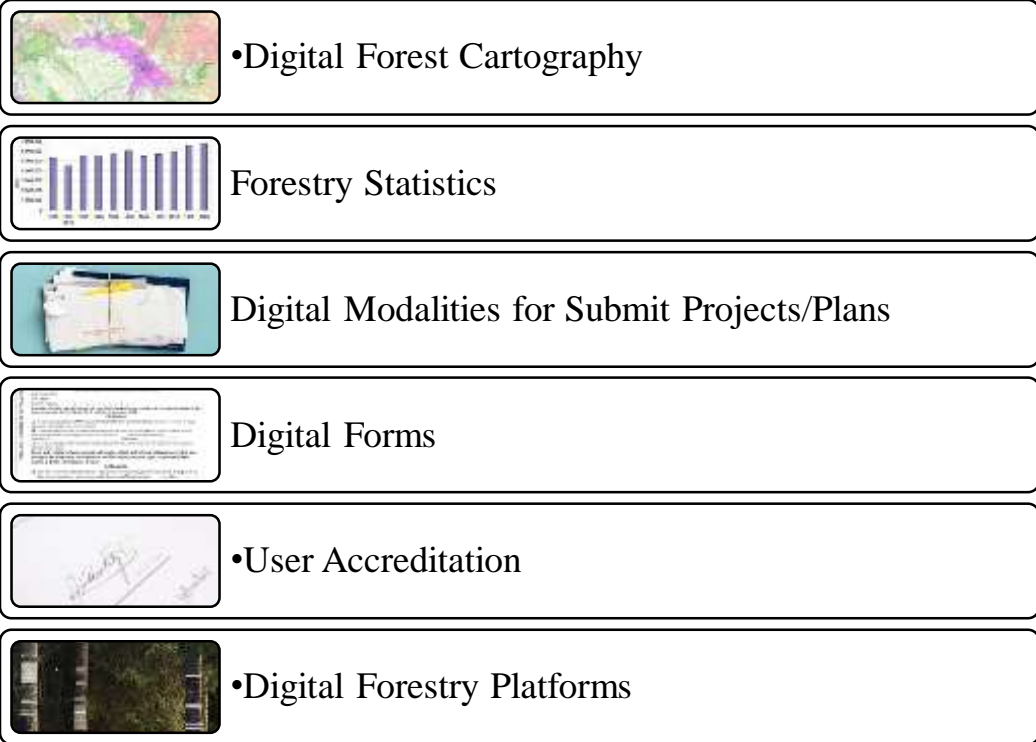 •Digital Forest Cartography
Forestry Statistics
Digital Modalities for Submit Projects/Plans
Digital Forms
•User Accreditation
•Digital Forestry Platforms